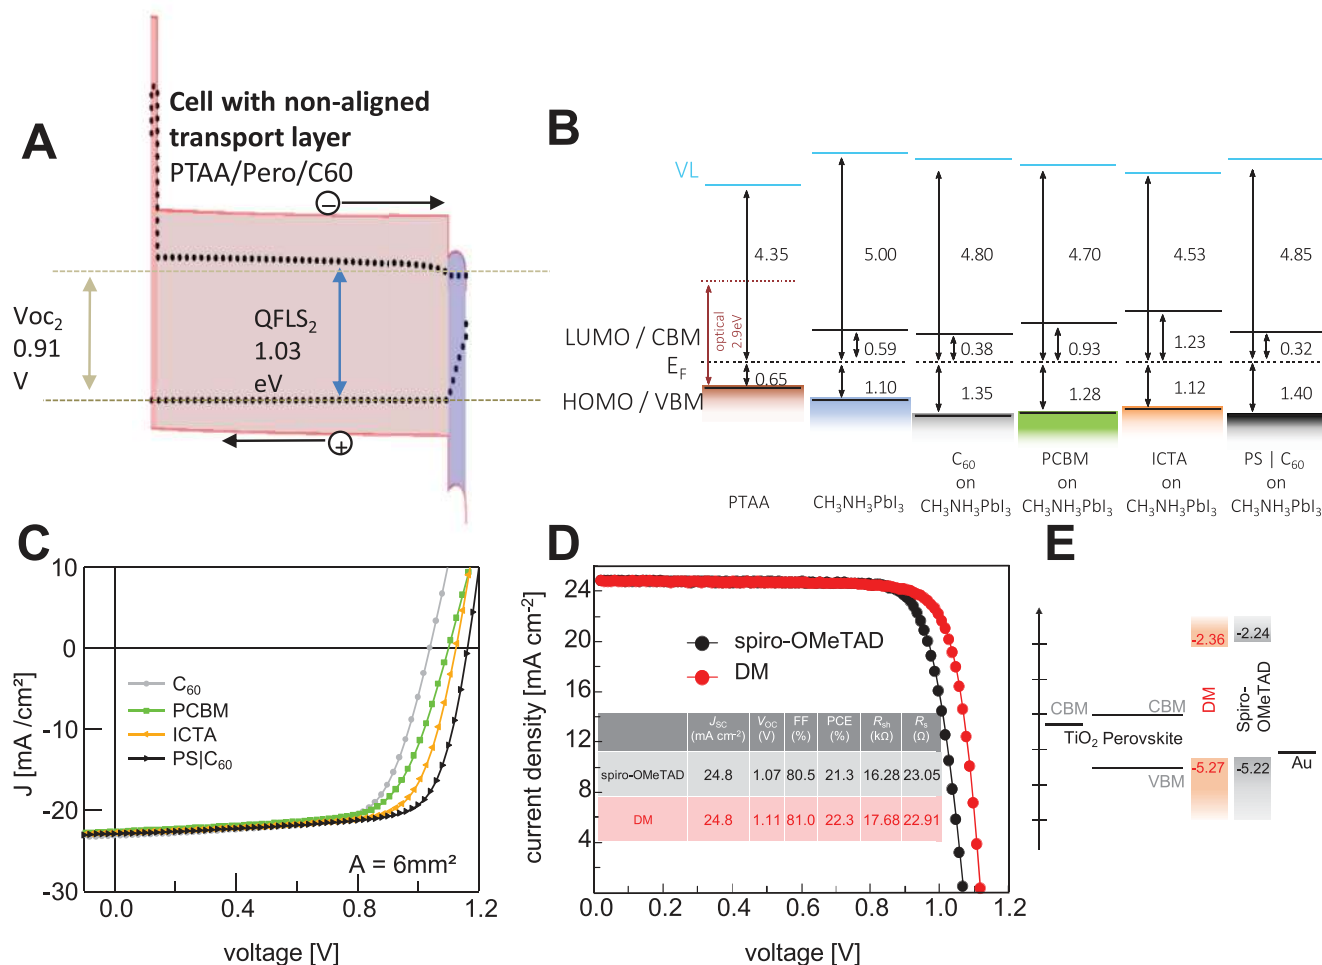 A
Cell with non-aligned
transport layer
PTAA/Pero/C60
−
Voc₂
0.91
V
QFLS₂
1.03
eV
+
B
VL
4.35
5.00
4.80
4.70
4.53
4.85
optical
2.9eV
LUMO / CBM
0.59
0.38
0.93
1.23
0.32
E_F
0.65
1.10
1.35
1.28
1.12
1.40
HOMO / VBM
PTAA
CH₃NH₃PbI₃
C₆₀
on
CH₃NH₃PbI₃
PCBM
on
CH₃NH₃PbI₃
ICTA
on
CH₃NH₃PbI₃
PS | C₆₀
on
CH₃NH₃PbI₃
C
10
0
-10
-20
-30
J [mA /cm²]
C₆₀
PCBM
ICTA
PS|C₆₀
A = 6mm²
0.0 0.4 0.8 1.2
voltage [V]
D
24
20
16
12
8
4
current density [mA cm⁻²]
spiro-OMeTAD
DM
J_SC (mA cm⁻²) V_OC (V) FF (%) PCE (%) R_sh (kΩ) R_s (Ω)
spiro-OMeTAD 24.8 1.07 80.5 21.3 16.28 23.05
DM 24.8 1.11 81.0 22.3 17.68 22.91
0.0 0.2 0.4 0.6 0.8 1.0 1.2
voltage [V]
E
-2.36
-2.24
CBM
CBM
DM
Spiro-
OMeTAD
TiO₂
Perovskite
VBM
-5.27
-5.22
Au